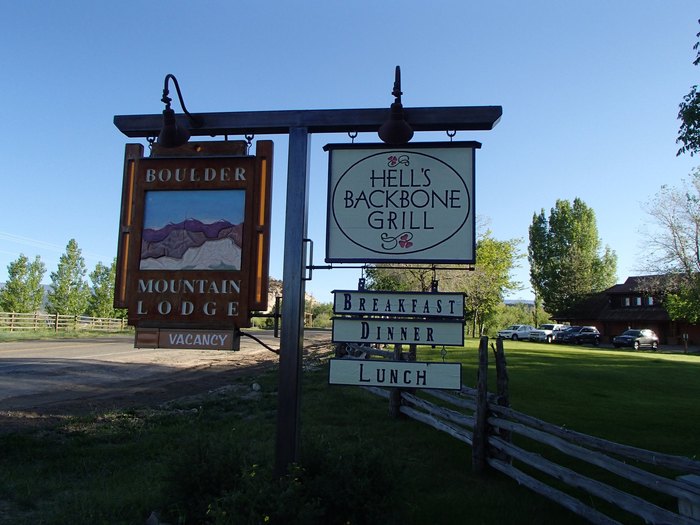 BOULDER
MOUNTAIN
LODGE
VACANCY
HELL'S
BACKBONE
GRILL
BREAKFAST
DINNER
LUNCH